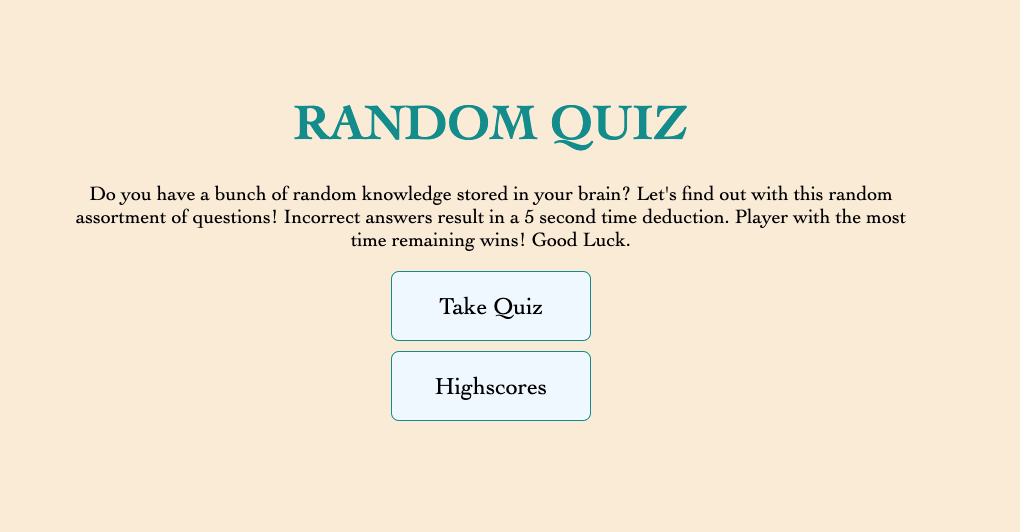 RANDOM QUIZ
Do you have a bunch of random knowledge stored in your brain? Let's find out with this random
assortment of questions! Incorrect answers result in a 5 second time deduction. Player with the most
time remaining wins! Good Luck.
Take Quiz
Highscores